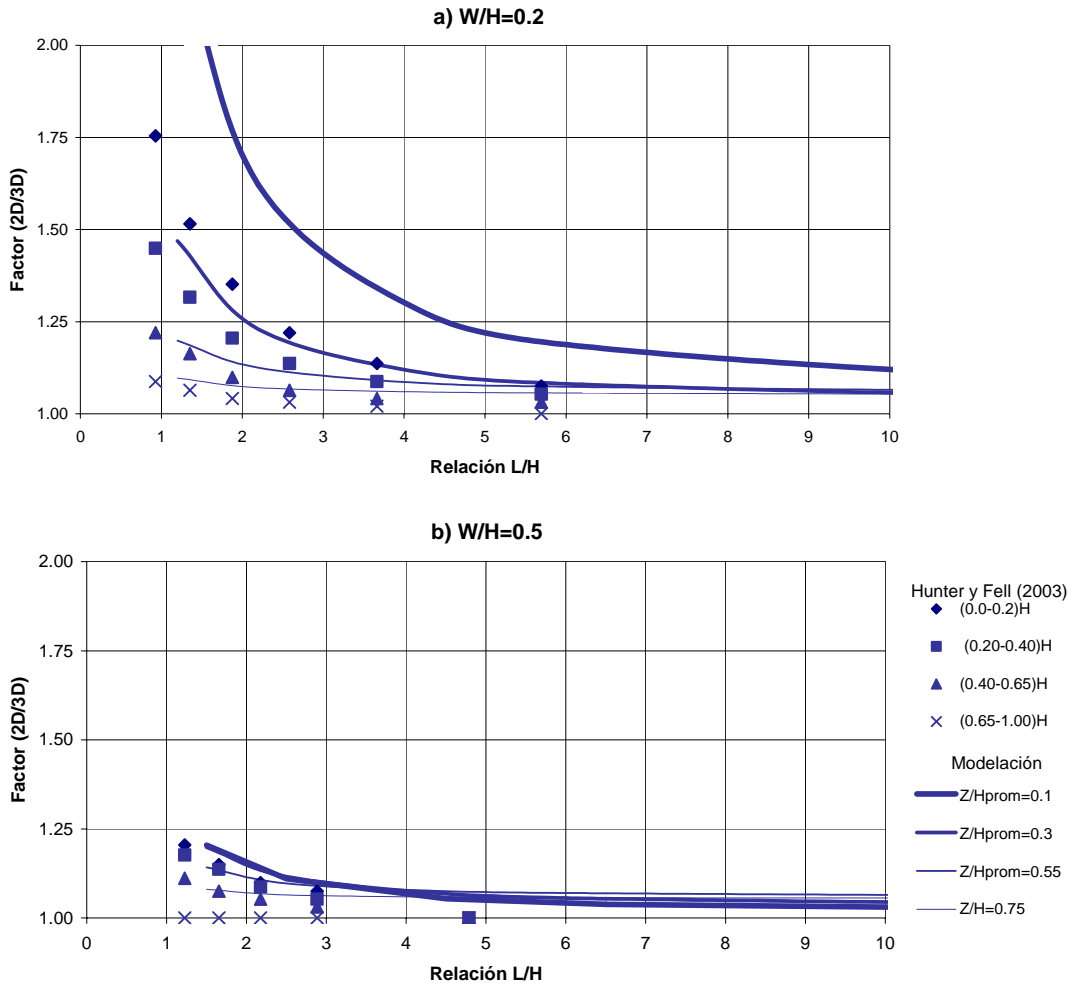 a) W/H=0.2
2.00
1.75
1.50
1.25
1.00
Factor (2D/3D)
0 1 2 3 4 5 6 7 8 9 10
Relación L/H
b) W/H=0.5
2.00
1.75
1.50
1.25
1.00
Factor (2D/3D)
0 1 2 3 4 5 6 7 8 9 10
Relación L/H
Hunter y Fell (2003)
(0.0-0.2)H
(0.20-0.40)H
(0.40-0.65)H
(0.65-1.00)H
Modelación
Z/Hprom=0.1
Z/Hprom=0.3
Z/Hprom=0.55
Z/H=0.75